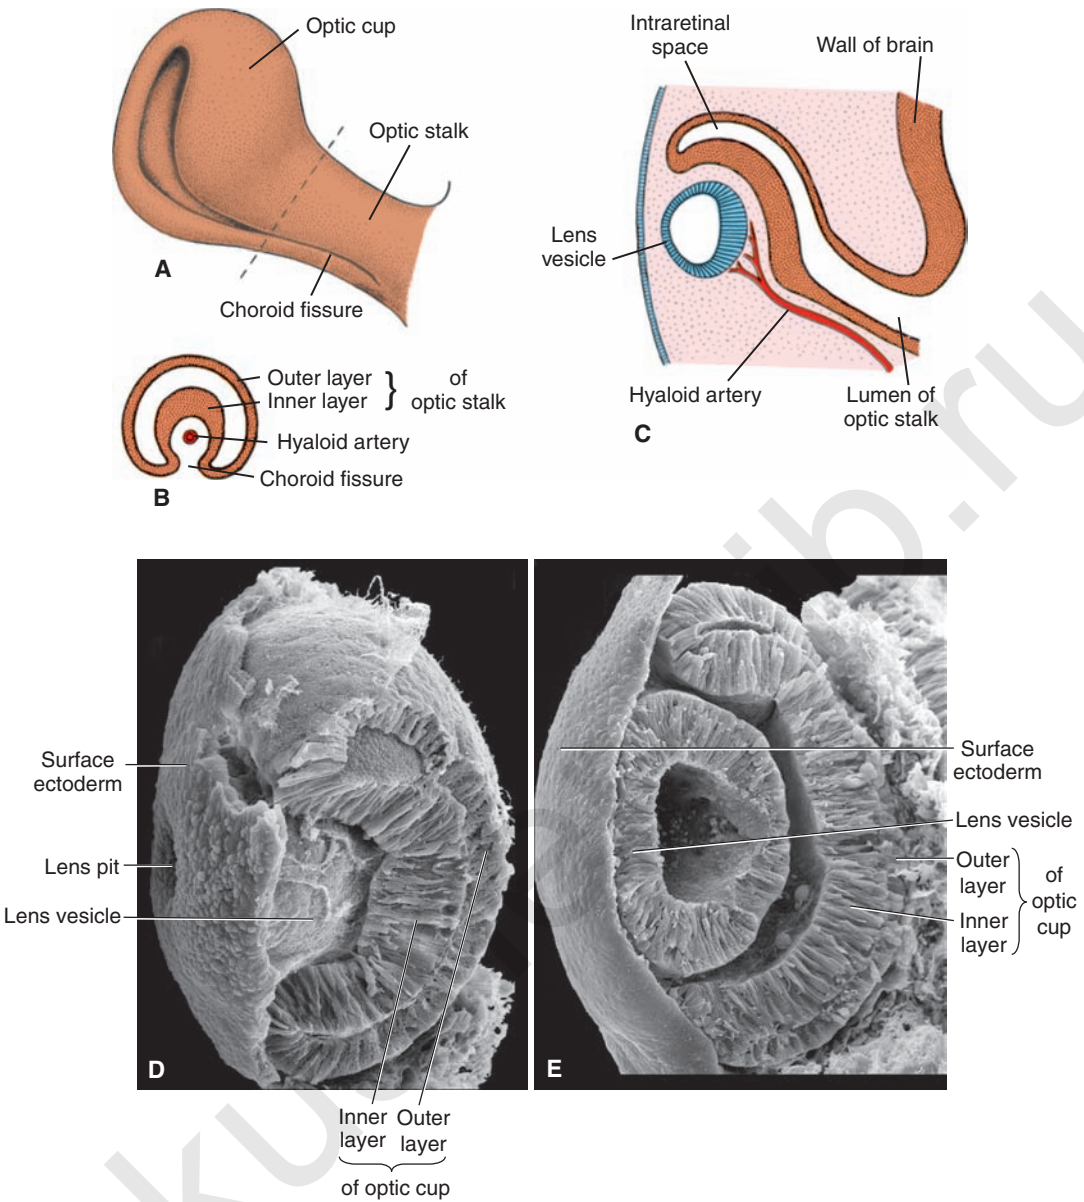 Optic cup
Optic stalk
A
Choroid fissure
Outer layer
Inner layer
} of
optic stalk
Hyaloid artery
Choroid fissure
B
Intraretinal
space
Wall of brain
Lens
vesicle
Hyaloid artery
Lumen of
optic stalk
C
Surface
ectoderm
Lens pit
Lens vesicle
D
Inner
layer
Outer
layer
of optic cup
E
Surface
ectoderm
Lens vesicle
Outer
layer
Inner
layer
of
optic
cup